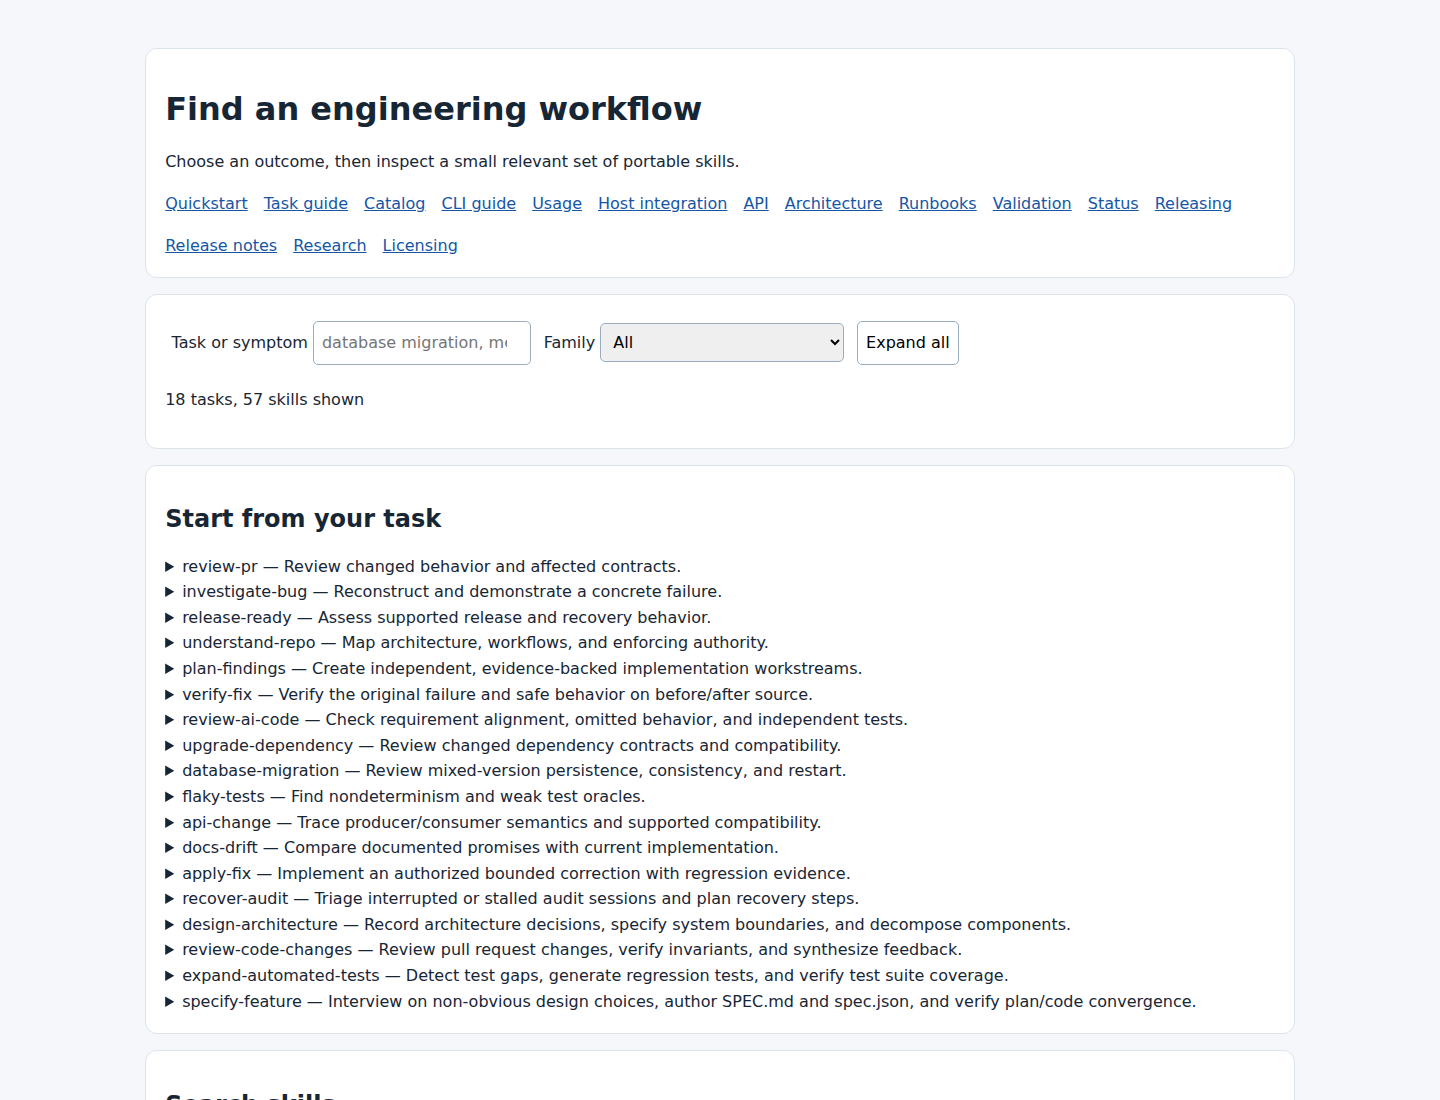 Find an engineering workflow
Choose an outcome, then inspect a small relevant set of portable skills.
Quickstart Task guide Catalog CLI guide Usage Host integration API Architecture Runbooks Validation Status Releasing
Release notes Research Licensing
Task or symptom database migration, Family All Expand all
18 tasks, 57 skills shown
Start from your task
review-pr — Review changed behavior and affected contracts.
investigate-bug — Reconstruct and demonstrate a concrete failure.
release-ready — Assess supported release and recovery behavior.
understand-repo — Map architecture, workflows, and enforcing authority.
plan-findings — Create independent, evidence-backed implementation workstreams.
verify-fix — Verify the original failure and safe behavior on before/after source.
review-ai-code — Check requirement alignment, omitted behavior, and independent tests.
upgrade-dependency — Review changed dependency contracts and compatibility.
database-migration — Review mixed-version persistence, consistency, and restart.
flaky-tests — Find nondeterminism and weak test oracles.
api-change — Trace producer/consumer semantics and supported compatibility.
docs-drift — Compare documented promises with current implementation.
apply-fix — Implement an authorized bounded correction with regression evidence.
recover-audit — Triage interrupted or stalled audit sessions and plan recovery steps.
design-architecture — Record architecture decisions, specify system boundaries, and decompose components.
review-code-changes — Review pull request changes, verify invariants, and synthesize feedback.
expand-automated-tests — Detect test gaps, generate regression tests, and verify test suite coverage.
specify-feature — Interview on non-obvious design choices, author SPEC.md and spec.json, and verify plan/code convergence.
Search skills